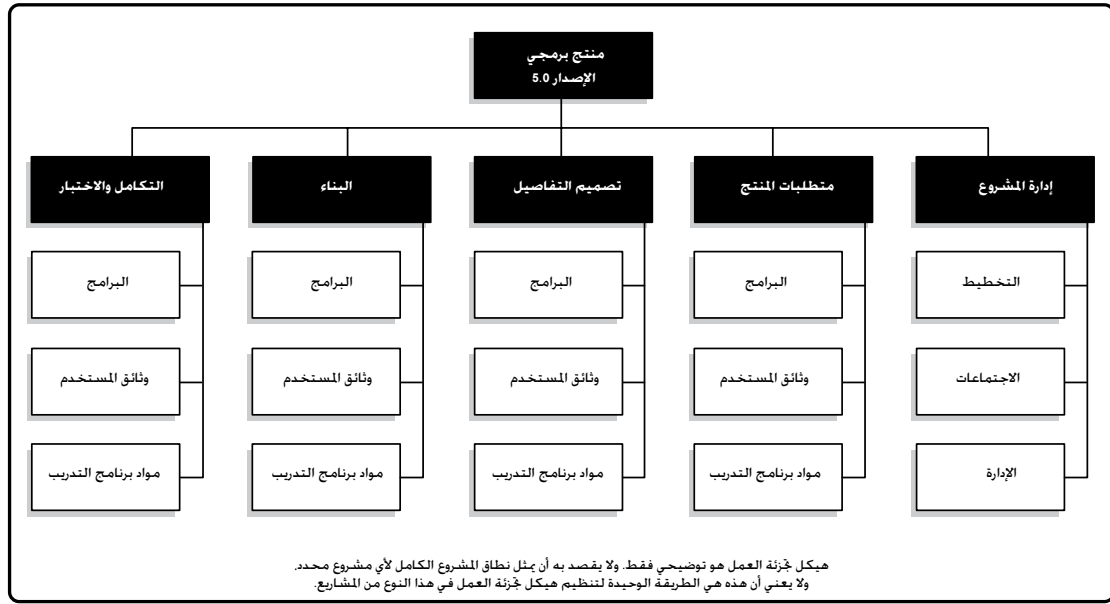 منتج برمجي
الإصدار 5.0
إدارة المشروع
متطلبات المنتج
تصميم التفاصيل
البناء
التكامل والاختبار
التخطيط
البرامج
البرامج
البرامج
البرامج
الاجتماعات
وثائق المستخدم
وثائق المستخدم
وثائق المستخدم
وثائق المستخدم
الإدارة
مواد برنامج التدريب
مواد برنامج التدريب
مواد برنامج التدريب
مواد برنامج التدريب
هيكل تجزئة العمل هو توضيحي فقط. ولا يقصد به أن يمثل نطاق المشروع الكامل لأي مشروع محدد.
ولا يعني أن هذه هي الطريقة الوحيدة لتنظيم هيكل تجزئة العمل في هذا النوع من المشاريع.